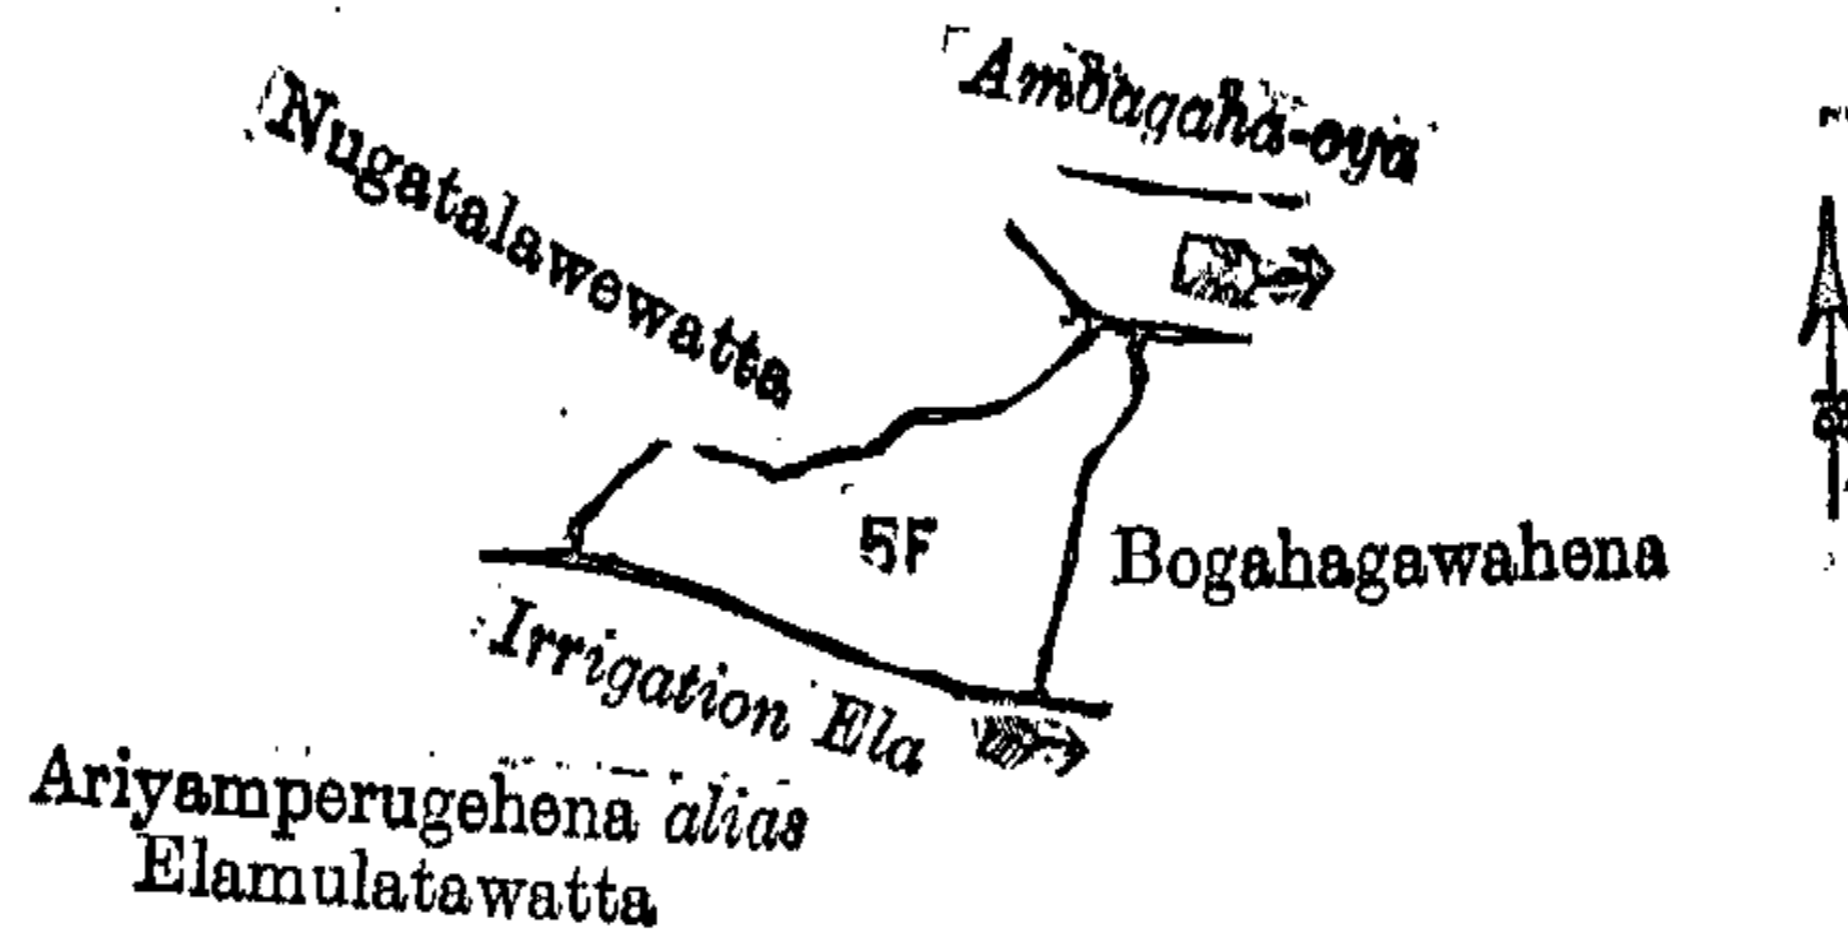 Ambagaha-oya
Nugatalawewatta
5F
Bogahagawahena
Irrigation Ela
Ariyamperugehena alias
Elamulatawatta